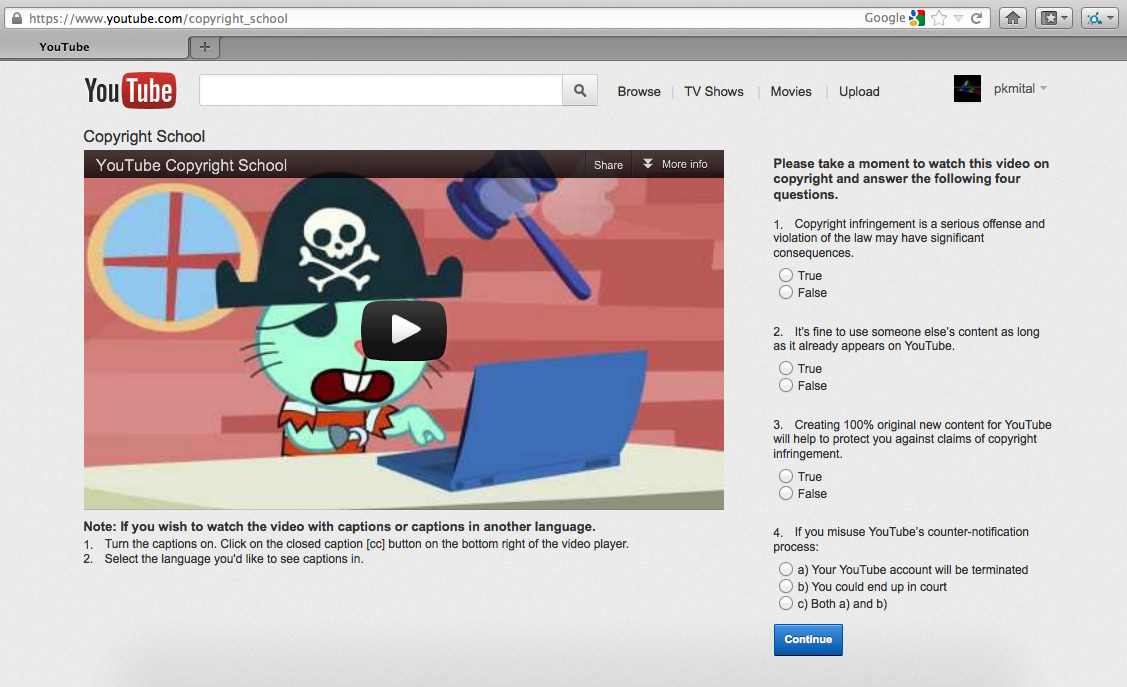 https://www.youtube.com/copyright_school
Google
YouTube
YouTube
Browse
TV Shows
Movies
Upload
pkmital
Copyright School
YouTube Copyright School
Share
More info
Note: If you wish to watch the video with captions or captions in another language.
1. Turn the captions on. Click on the closed caption [cc] button on the bottom right of the video player.
2. Select the language you'd like to see captions in.
Please take a moment to watch this video on
copyright and answer the following four
questions.
1. Copyright infringement is a serious offense and
violation of the law may have significant
consequences.
True
False
2. It's fine to use someone else's content as long
as it already appears on YouTube.
True
False
3. Creating 100% original new content for YouTube
will help to protect you against claims of copyright
infringement.
True
False
4. If you misuse YouTube's counter-notification
process:
a) Your YouTube account will be terminated
b) You could end up in court
c) Both a) and b)
Continue